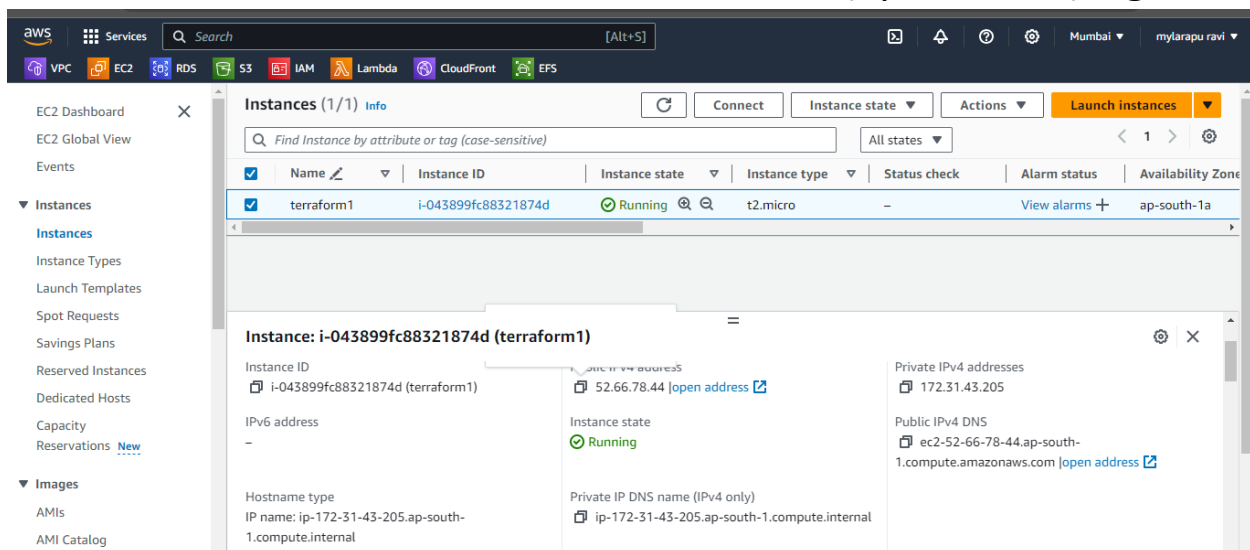 aws Services Search [Alt+S] Mumbai ▼ mylarapu ravi ▼
VPC EC2 RDS S3 IAM Lambda CloudFront EFS
EC2 Dashboard
EC2 Global View
Events
▼ Instances
Instances
Instance Types
Launch Templates
Spot Requests
Savings Plans
Reserved Instances
Dedicated Hosts
Capacity
Reservations New
▼ Images
AMIs
AMI Catalog
Instances (1/1) Info Connect Instance state ▼ Actions ▼ Launch instances ▼
Find Instance by attribute or tag (case-sensitive) All states ▼ < 1 >
Name Instance ID Instance state Instance type Status check Alarm status Availability Zone
terraform1 i-043899fc88321874d Running t2.micro – View alarms + ap-south-1a
Instance: i-043899fc88321874d (terraform1)
Instance ID
i-043899fc88321874d (terraform1)
Public IPv4 address
52.66.78.44 |open address
Private IPv4 addresses
172.31.43.205
IPv6 address
–
Instance state
Running
Public IPv4 DNS
ec2-52-66-78-44.ap-south-
1.compute.amazonaws.com |open address
Hostname type
IP name: ip-172-31-43-205.ap-south-
1.compute.internal
Private IP DNS name (IPv4 only)
ip-172-31-43-205.ap-south-1.compute.internal